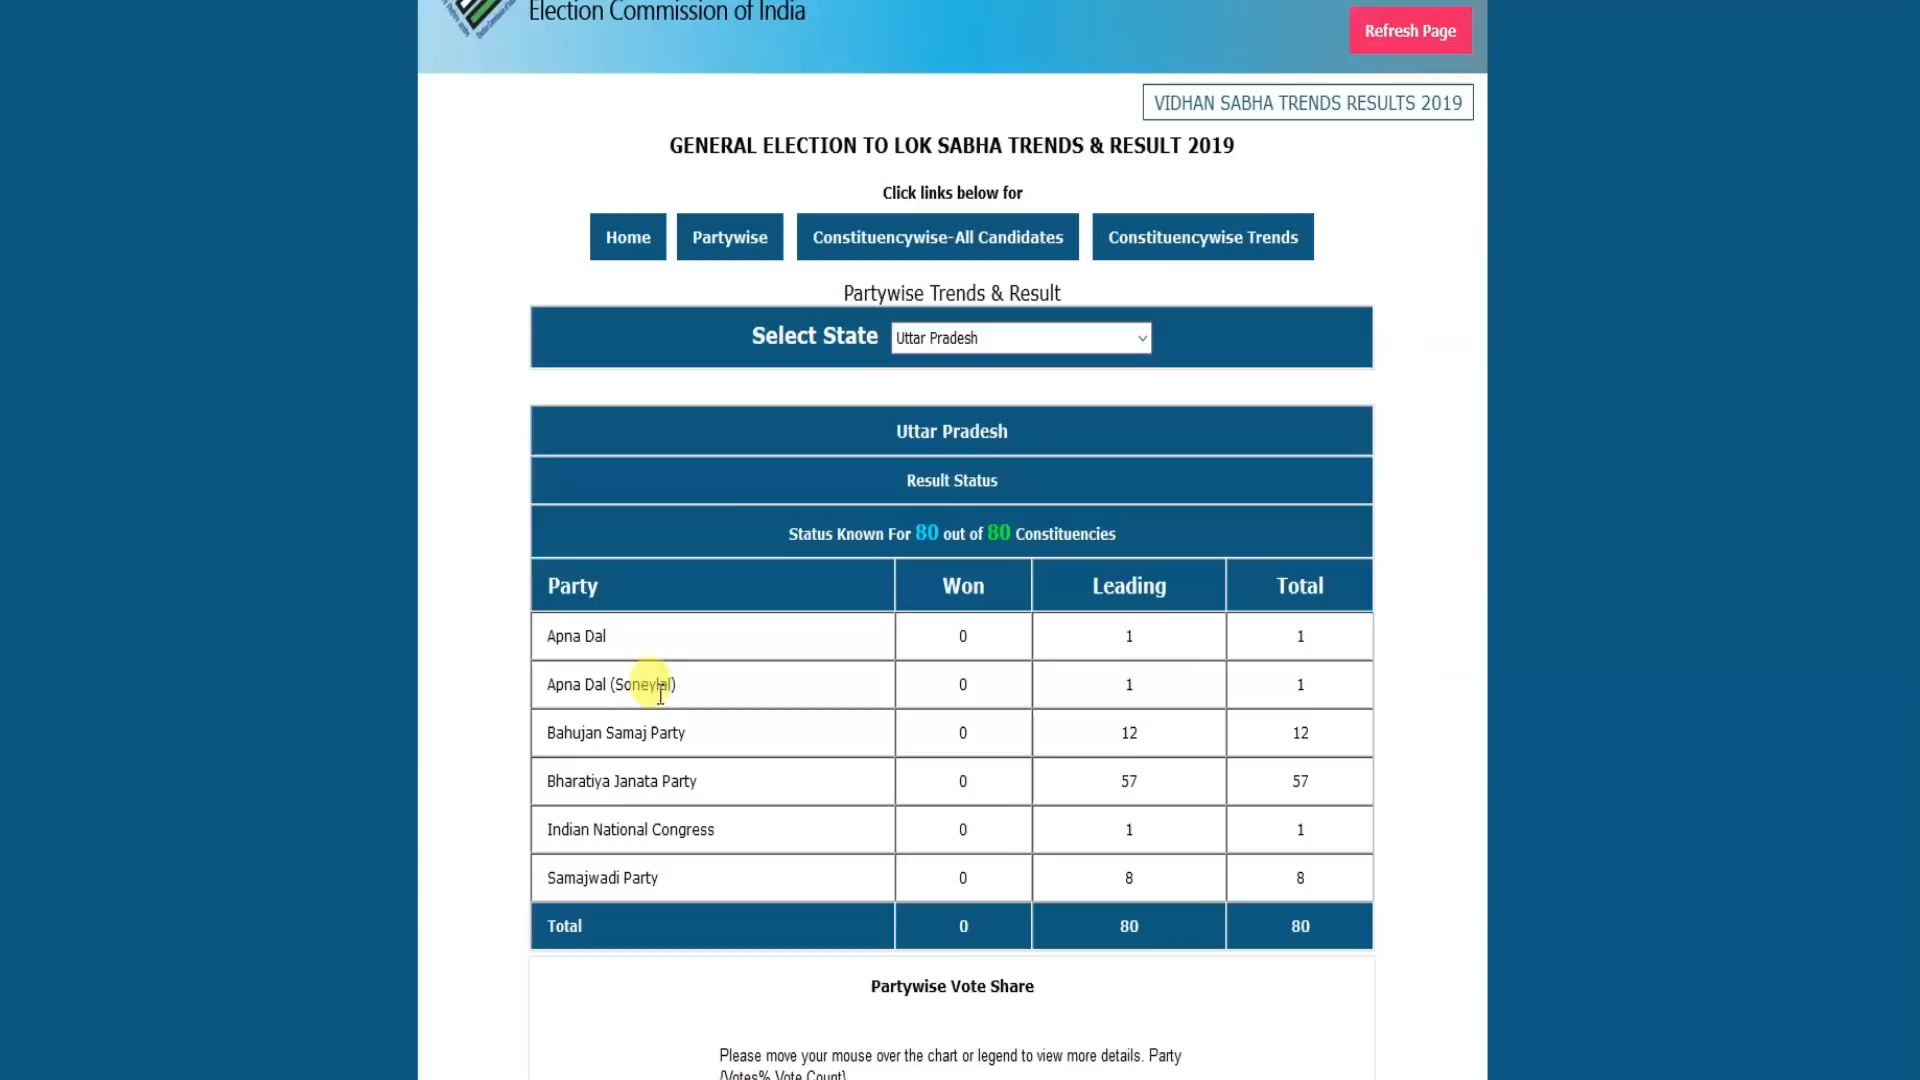 Election Commission of India
Refresh Page
VIDHAN SABHA TRENDS RESULTS 2019
GENERAL ELECTION TO LOK SABHA TRENDS & RESULT 2019
Click links below for
Home Partywise Constituencywise-All Candidates Constituencywise Trends
Partywise Trends & Result
Select State Uttar Pradesh
Uttar Pradesh
Result Status
Status Known For 80 out of 80 Constituencies
Party Won Leading Total
Apna Dal 0 1 1
Apna Dal (Soneylal) 0 1 1
Bahujan Samaj Party 0 12 12
Bharatiya Janata Party 0 57 57
Indian National Congress 0 1 1
Samajwadi Party 0 8 8
Total 0 80 80
Partywise Vote Share
Please move your mouse over the chart or legend to view more details. Party
{Votes% Vote Count}